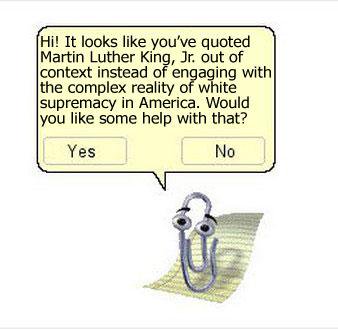 Hi! It looks like you've quoted
Martin Luther King, Jr. out of
context instead of engaging with
the complex reality of white
supremacy in America. Would
you like some help with that?
Yes No